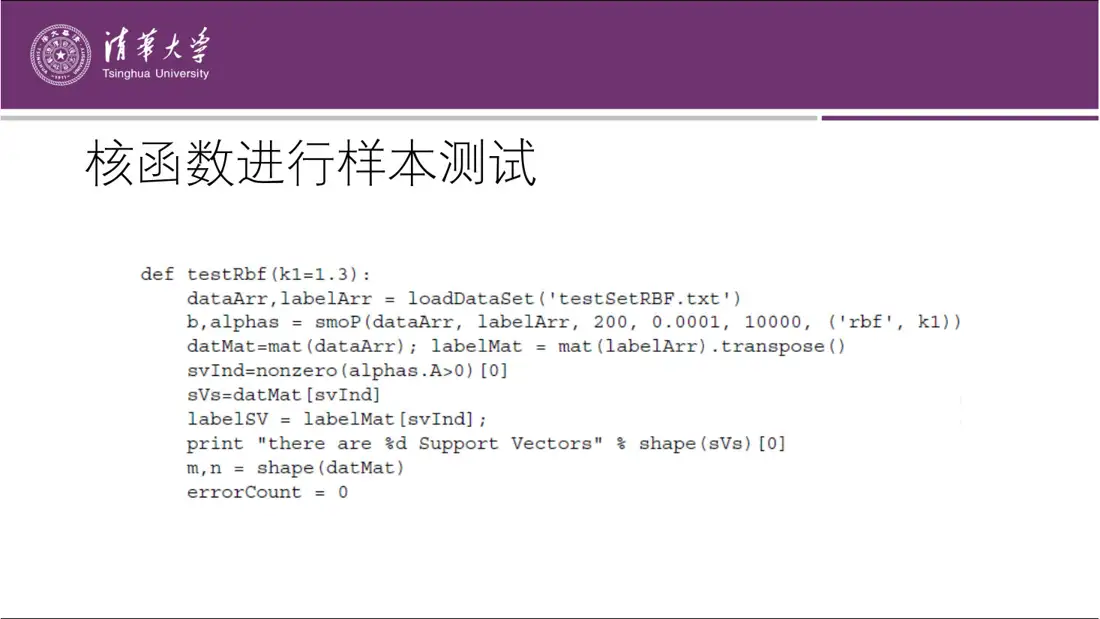 清华大学
Tsinghua University
核函数进行样本测试
def testRbf(k1=1.3):
    dataArr,labelArr = loadDataSet('testSetRBF.txt')
    b,alphas = smoP(dataArr, labelArr, 200, 0.0001, 10000, ('rbf', k1))
    datMat=mat(dataArr); labelMat = mat(labelArr).transpose()
    svInd=nonzero(alphas.A>0)[0]
    sVs=datMat[svInd]
    labelSV = labelMat[svInd];
    print "there are %d Support Vectors" % shape(sVs)[0]
    m,n = shape(datMat)
    errorCount = 0